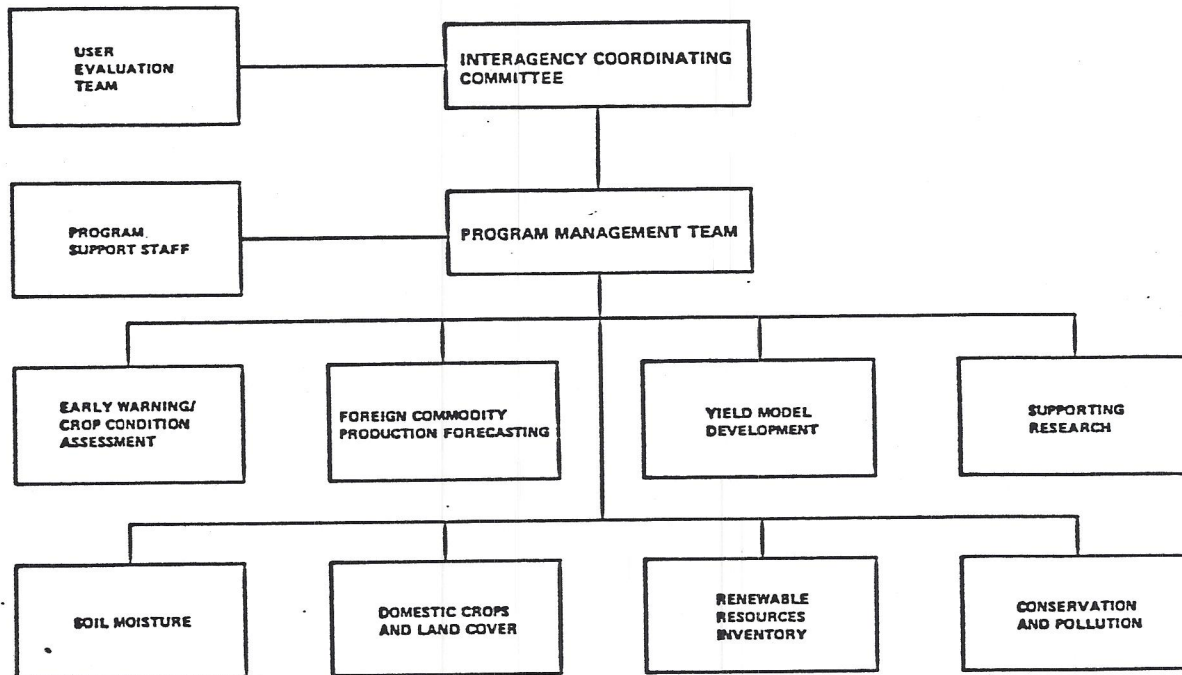 USER
EVALUATION
TEAM
INTERAGENCY COORDINATING
COMMITTEE
PROGRAM
SUPPORT STAFF
PROGRAM MANAGEMENT TEAM
EARLY WARNING/
CROP CONDITION
ASSESSMENT
FOREIGN COMMODITY
PRODUCTION FORECASTING
YIELD MODEL
DEVELOPMENT
SUPPORTING
RESEARCH
SOIL MOISTURE
DOMESTIC CROPS
AND LAND COVER
RENEWABLE
RESOURCES
INVENTORY
CONSERVATION
AND POLLUTION